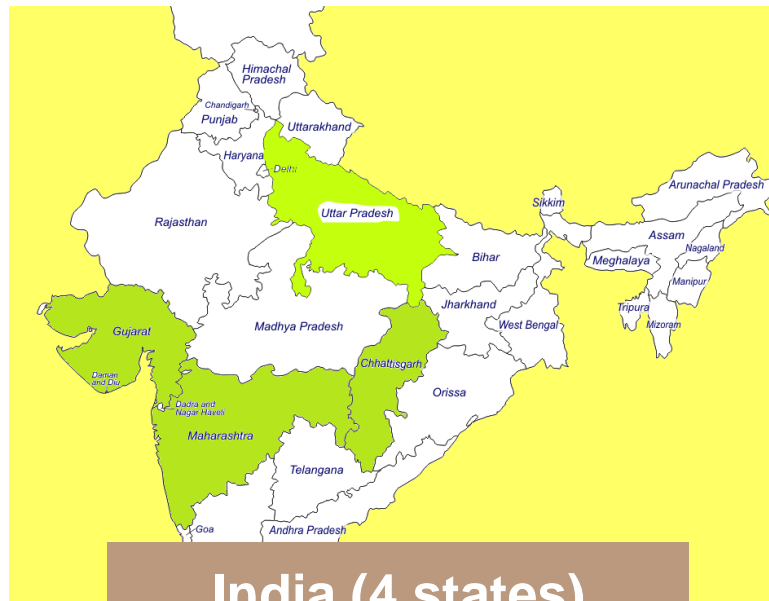 Himachal
Pradesh
Chandigarh
Punjab
Uttarakhand
Haryana
Delhi
Arunachal Pradesh
Sikkim
Uttar Pradesh
Rajasthan
Assam
Nagaland
Bihar
Meghalaya
Manipur
Jharkhand
Tripura
Madhya Pradesh
West Bengal
Mizoram
Gujarat
Chhattisgarh
Daman
and Diu
Orissa
Dadra and
Nagar Haveli
Maharashtra
Telangana
Goa
Andhra Pradesh
India (4 states)